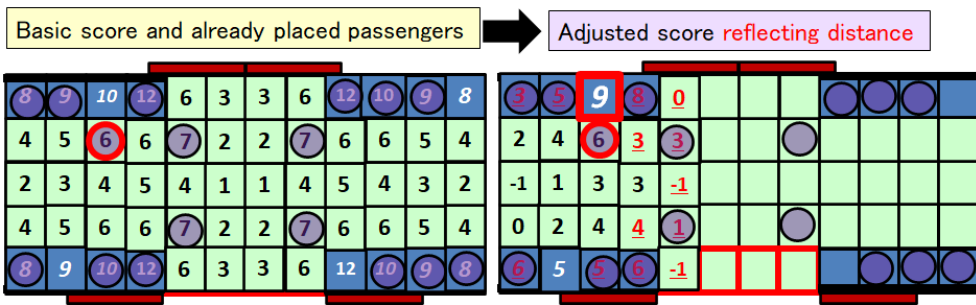 Basic score and already placed passengers
Adjusted score reflecting distance
8 9 10 12 6 3 3 6 12 10 9 8
4 5 6 6 7 2 2 7 6 6 5 4
2 3 4 5 4 1 1 4 5 4 3 2
4 5 6 6 7 2 2 7 6 6 5 4
8 9 10 12 6 3 3 6 12 10 9 8
3 5 9 8 0
2 4 6 3 3
-1 1 3 3 -1
0 2 4 4 1
6 5 5 6 -1